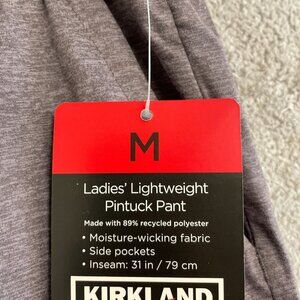 M
Ladies' Lightweight
Pintuck Pant
Made with 89% recycled polyester
• Moisture-wicking fabric
• Side pockets
• Inseam: 31 in / 79 cm
KIRKLAND